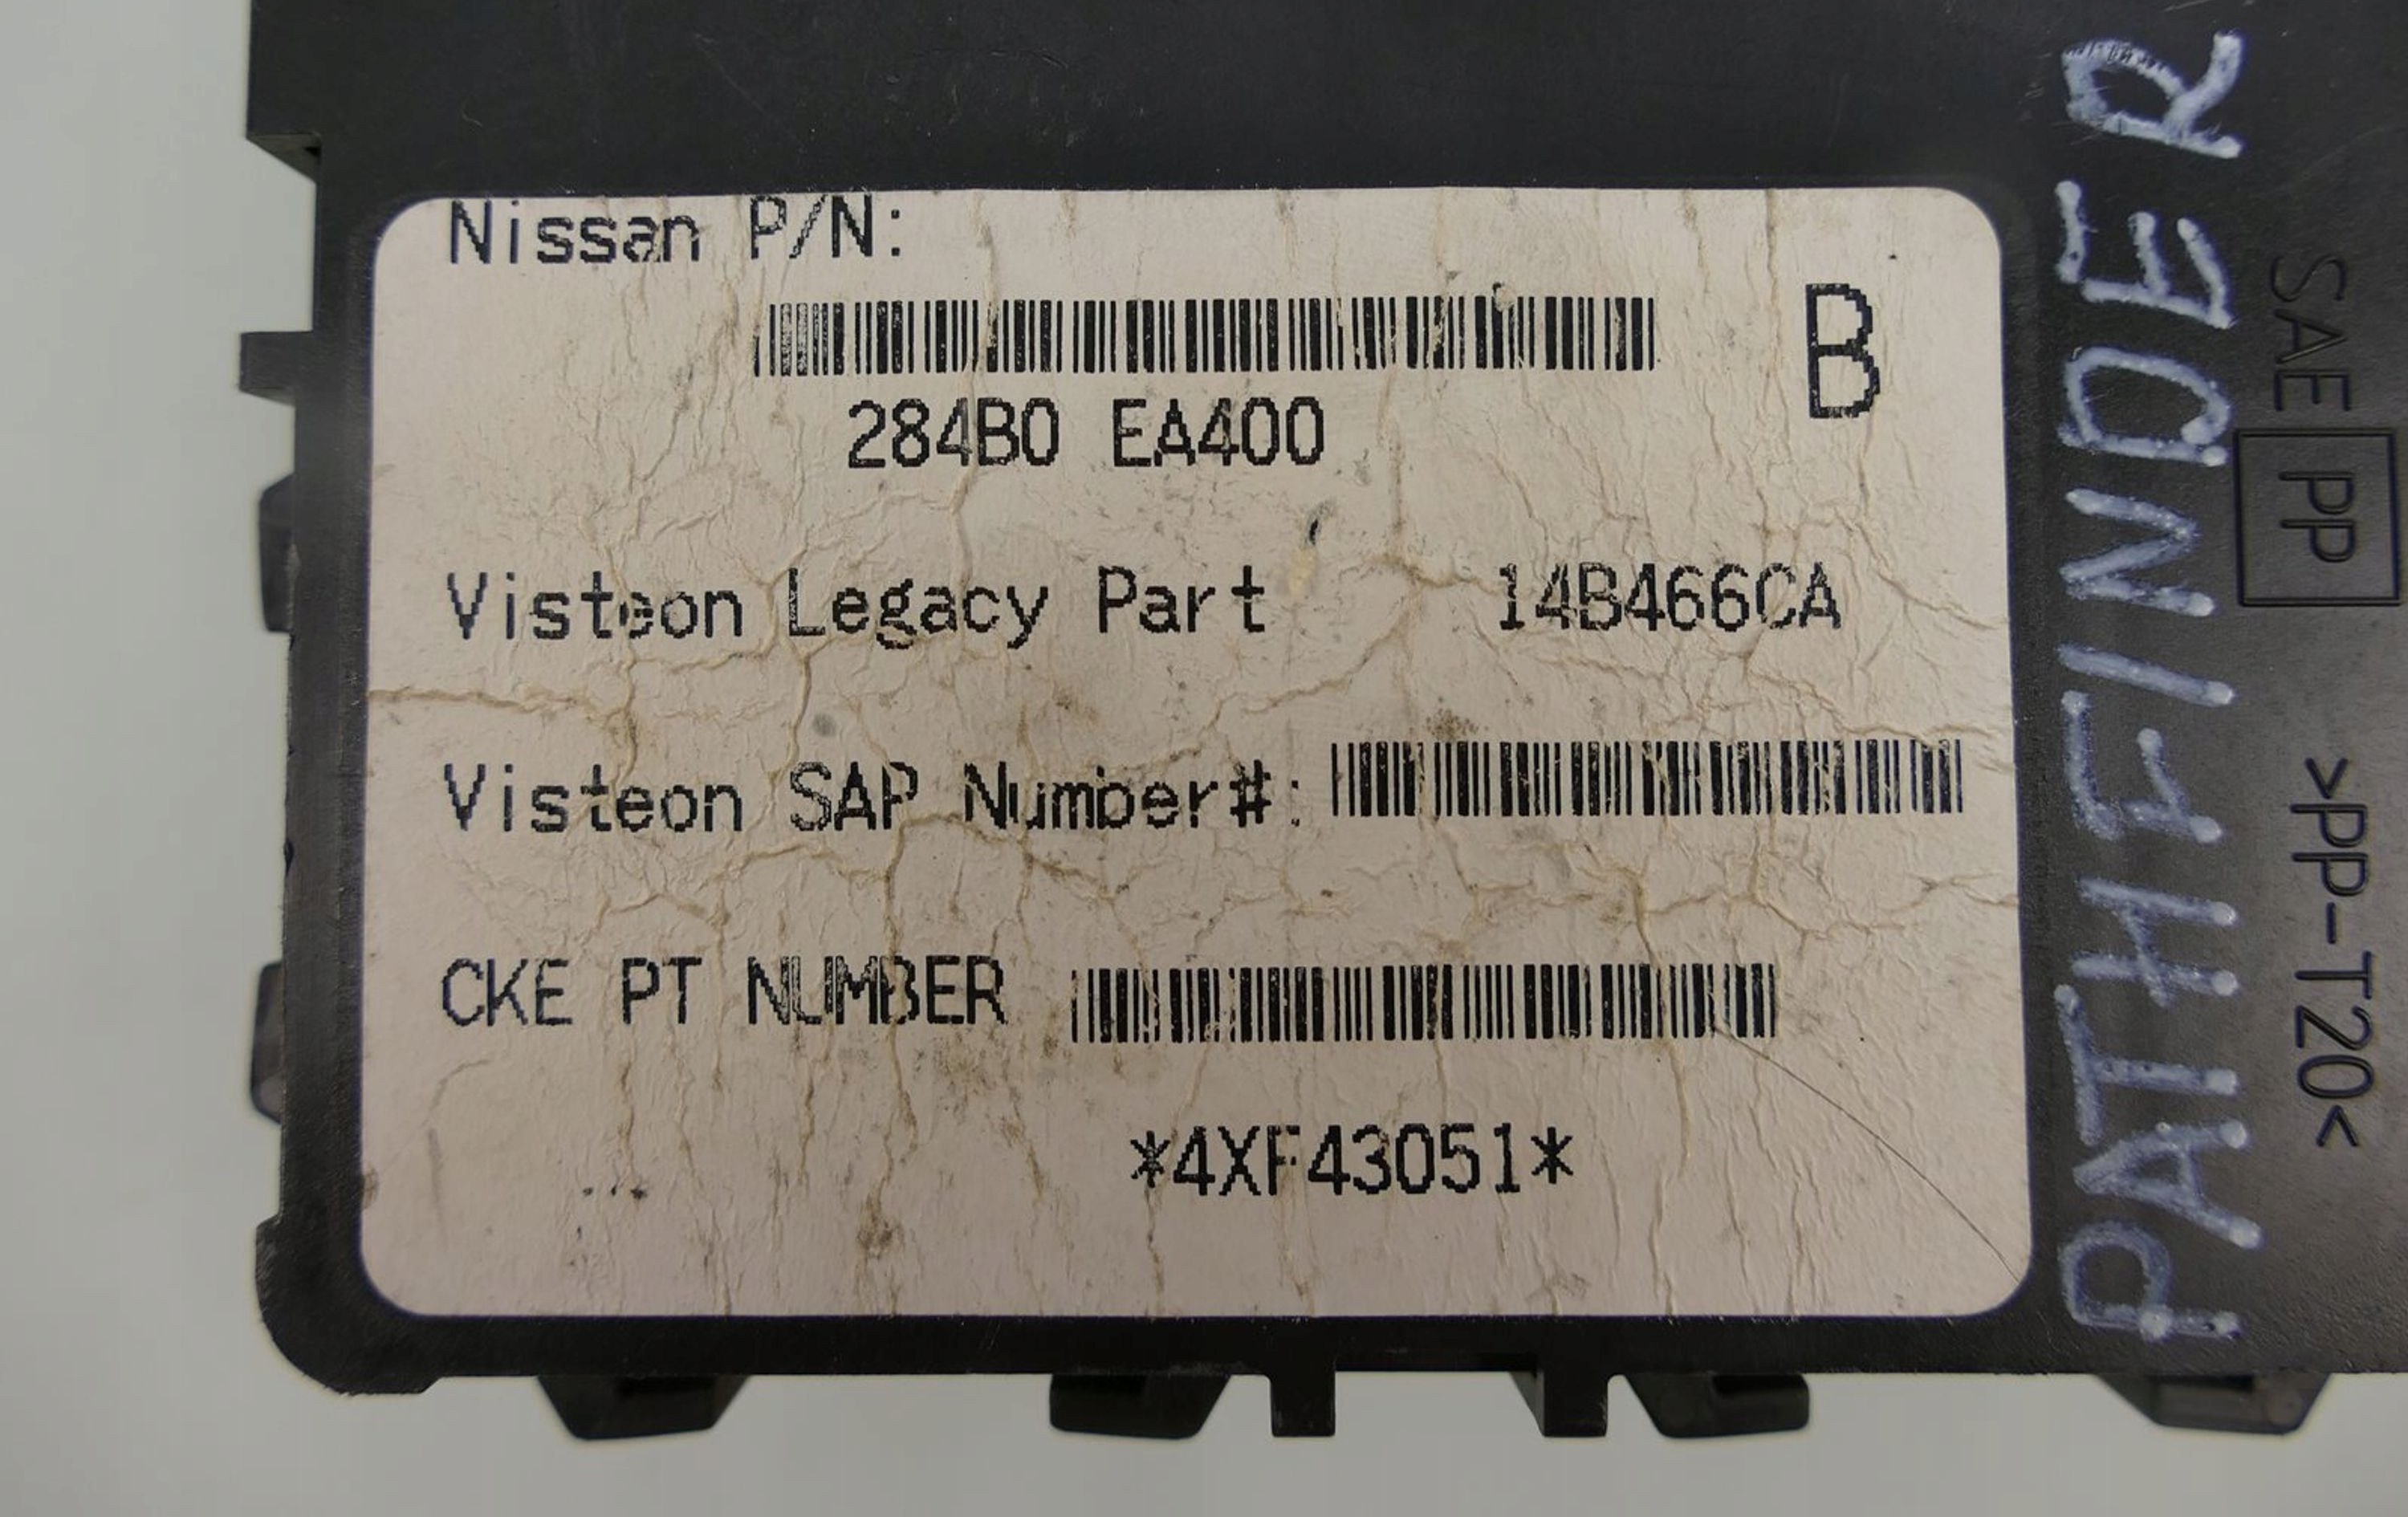 Nissan P/N:
B
284B0 EA400
Visteon Legacy Part 14B466CA
Visteon SAP Number#:
CKE PT NUMBER
*4XF43051*
PATHFINDER
SAE PP
>PP-T20<